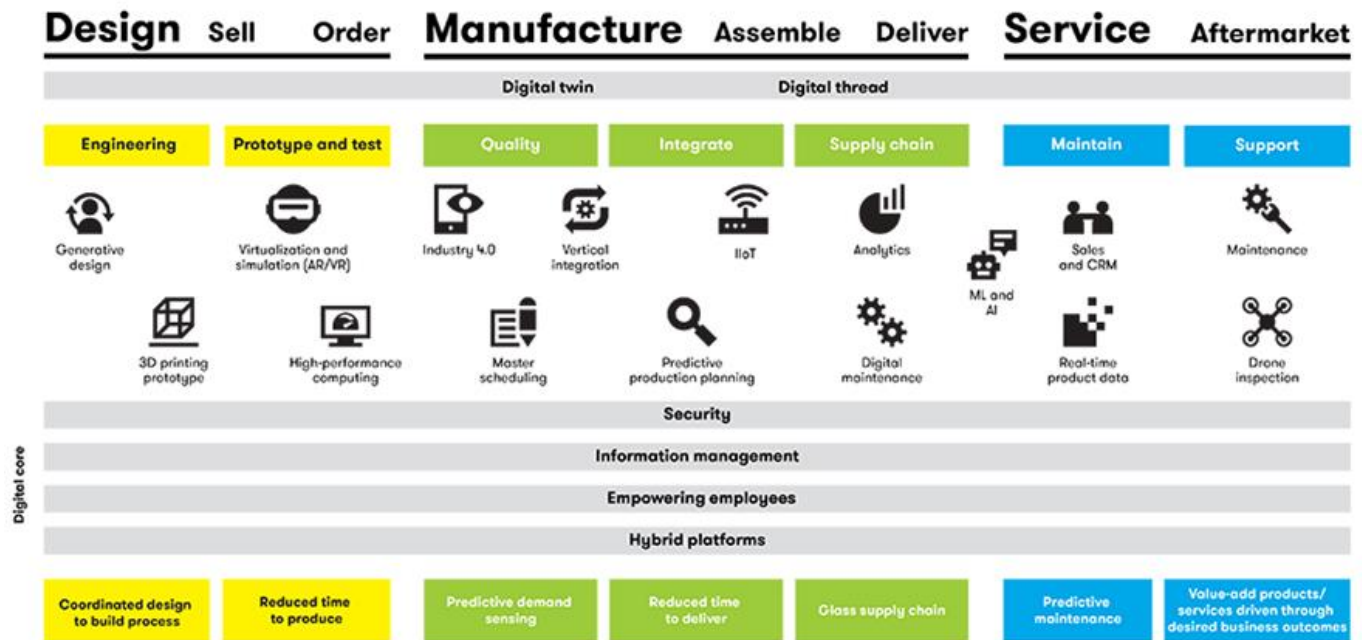 Design Sell Order Manufacture Assemble Deliver Service Aftermarket
Digital twin Digital thread
Engineering Prototype and test Quality Integrate Supply chain Maintain Support
Generative
design
Virtualization and
simulation (AR/VR)
Industry 4.0
Vertical
integration
IIoT
Analytics
ML and
AI
Sales
and CRM
Maintenance
3D printing
prototype
High-performance
computing
Master
scheduling
Predictive
production planning
Digital
maintenance
Real-time
product data
Drone
inspection
Digital core
Security
Information management
Empowering employees
Hybrid platforms
Coordinated design
to build process
Reduced time
to produce
Predictive demand
sensing
Reduced time
to deliver
Glass supply chain
Predictive
maintenance
Value-add products/
services driven through
desired business outcomes